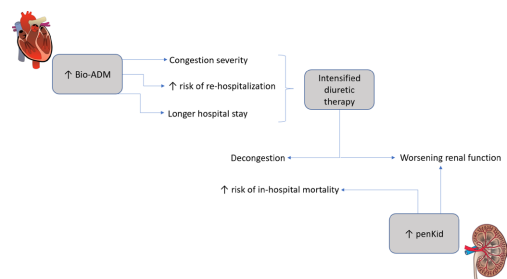 Congestion severity
↑ Bio-ADM
↑ risk of re-hospitalization
Intensified
diuretic
therapy
Longer hospital stay
Decongestion
Worsening renal function
↑ risk of in-hospital mortality
↑ penKid